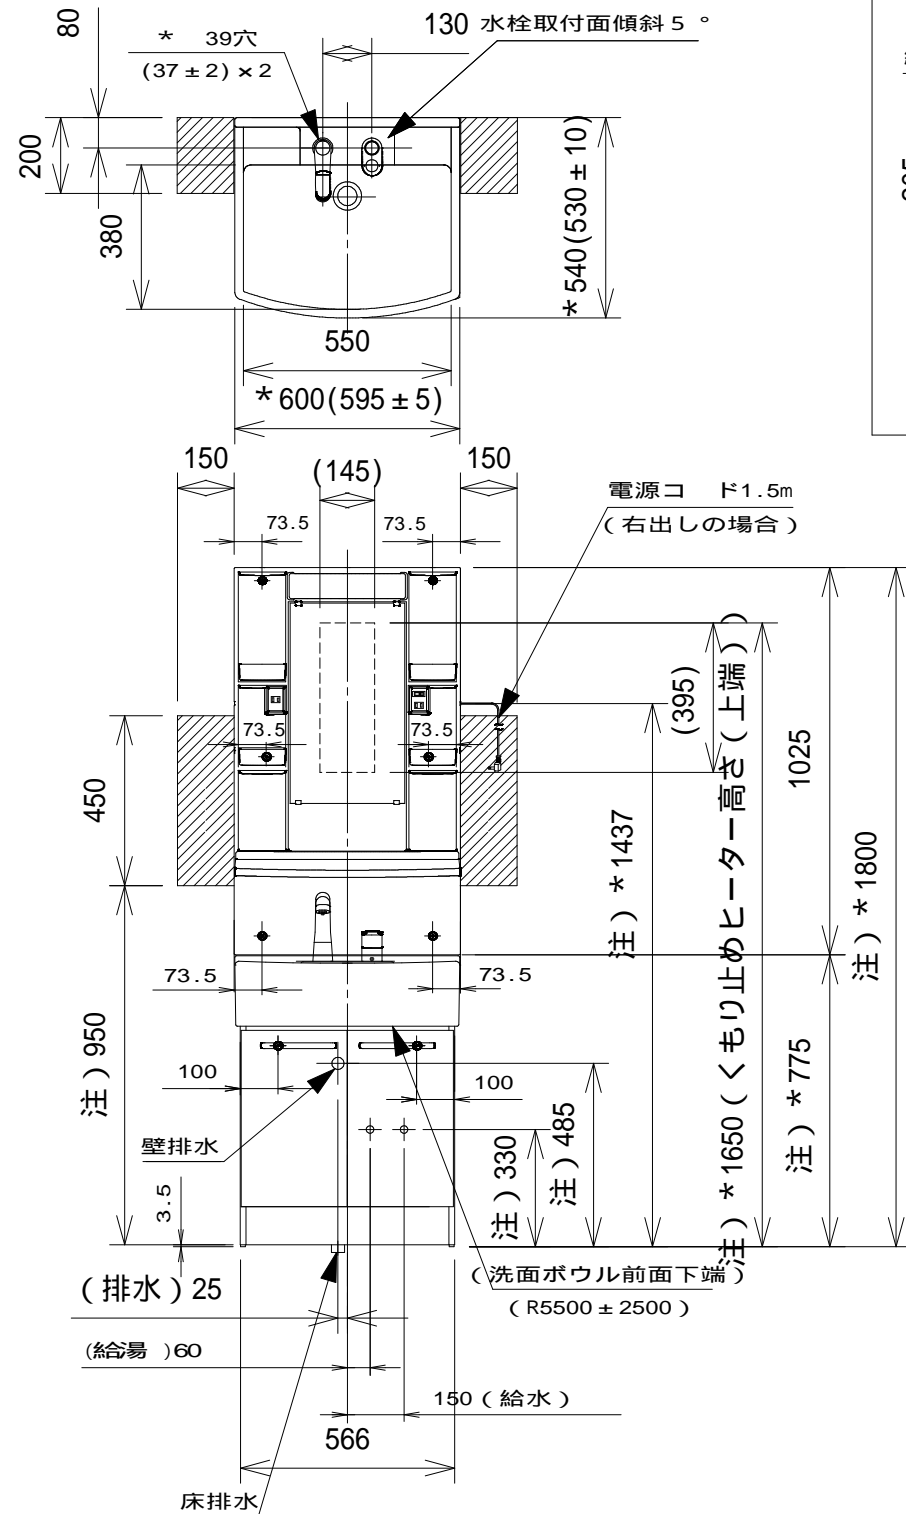 80
* 39穴
(37±2)×2
130
水栓取付面傾斜5°
200
380
*540(530±10)
550
*600(595±5)
150
(145)
150
73.5
73.5
電源コ ド1.5m
(右出しの場合)
(395)
73.5
73.5
450
注)*1437
注)*1650(くもり止めヒーター高さ(上端))
1025
注)*1800
73.5
73.5
注)950
100
100
注)*775
壁排水
注)330
注)485
3.5
(排水)25
(洗面ボウル前面下端)
(R5500±2500)
(給湯 )60
150(給水)
566
床排水